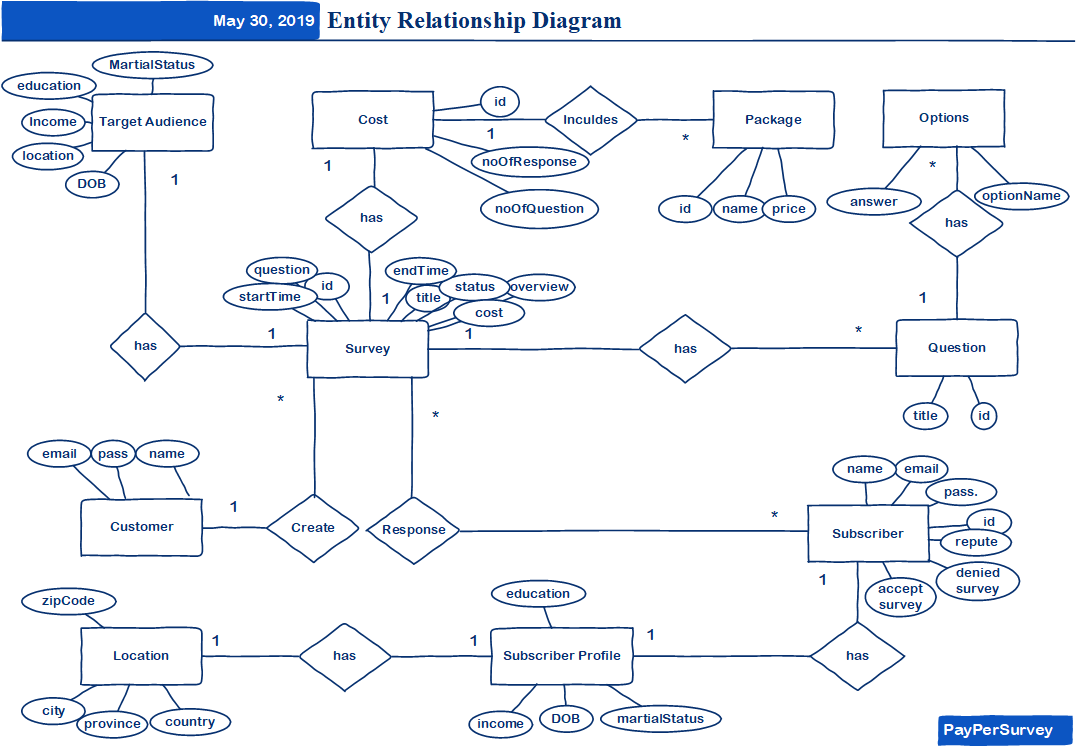 May 30, 2019
Entity Relationship Diagram
MartialStatus
education
Income
location
DOB
Target Audience
1
has
1
Cost
id
1
noOfResponse
noOfQuestion
Inculdes
*
Package
id
name
price
Options
answer
*
optionName
has
1
1
has
1
question
id
startTime
endTime
title
status
overview
cost
Survey
1
has
*
Question
title
id
*
*
email
pass
name
Customer
1
Create
Response
*
name
email
pass.
id
repute
denied
survey
accept
survey
Subscriber
1
has
zipCode
Location
city
province
country
1
has
1
education
Subscriber Profile
1
income
DOB
martialStatus
PayPerSurvey